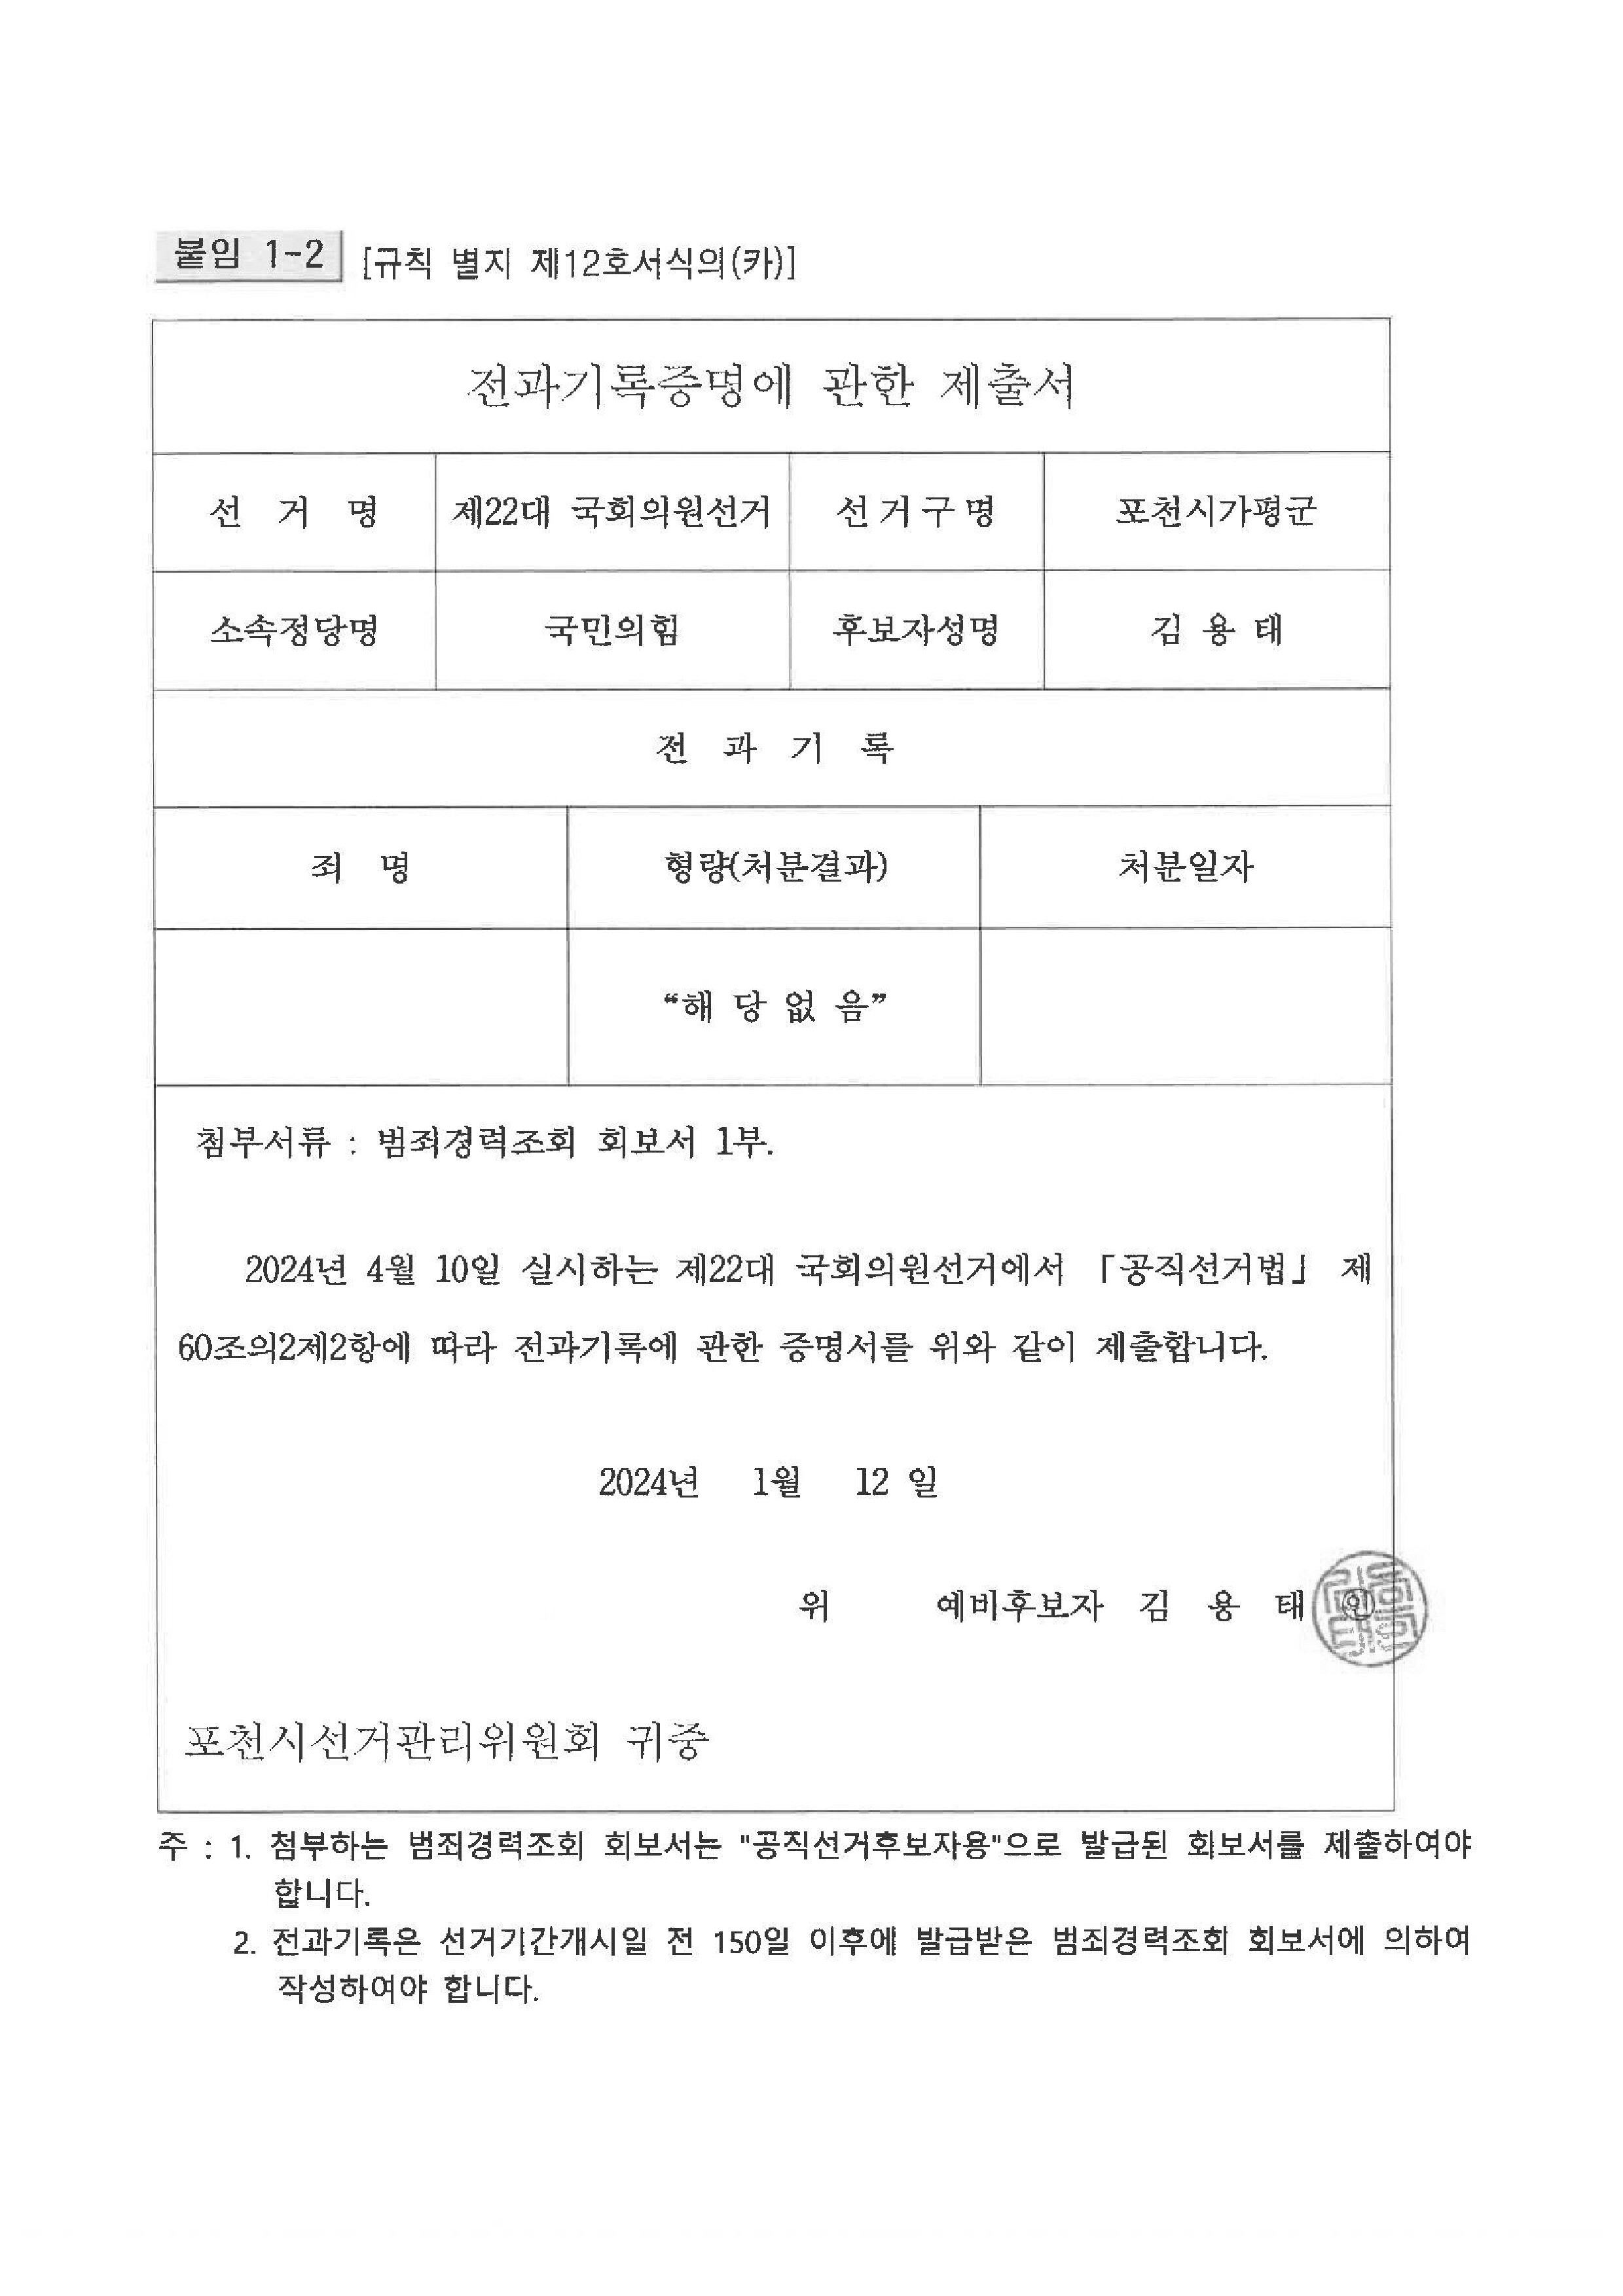 붙임 1-2 [규칙 별지 제12호서식의(카)]
전과기록증명에 관한 제출서
선 거 명 제22대 국회의원선거 선거구명 포천시가평군
소속정당명 국민의힘 후보자성명 김 용 태
전 과 기 록
죄 명 형량(처분결과) 처분일자
“해 당 없 음”
첨부서류 : 범죄경력조회 회보서 1부.
2024년 4월 10일 실시하는 제22대 국회의원선거에서 「공직선거법」 제
60조의2제2항에 따라 전과기록에 관한 증명서를 위와 같이 제출합니다.
2024년 1월 12 일
위 예비후보자 김 용 태 ㊞
포천시선거관리위원회 귀중
주 : 1. 첨부하는 범죄경력조회 회보서는 "공직선거후보자용"으로 발급된 회보서를 제출하여야
합니다.
2. 전과기록은 선거기간개시일 전 150일 이후에 발급받은 범죄경력조회 회보서에 의하여
작성하여야 합니다.